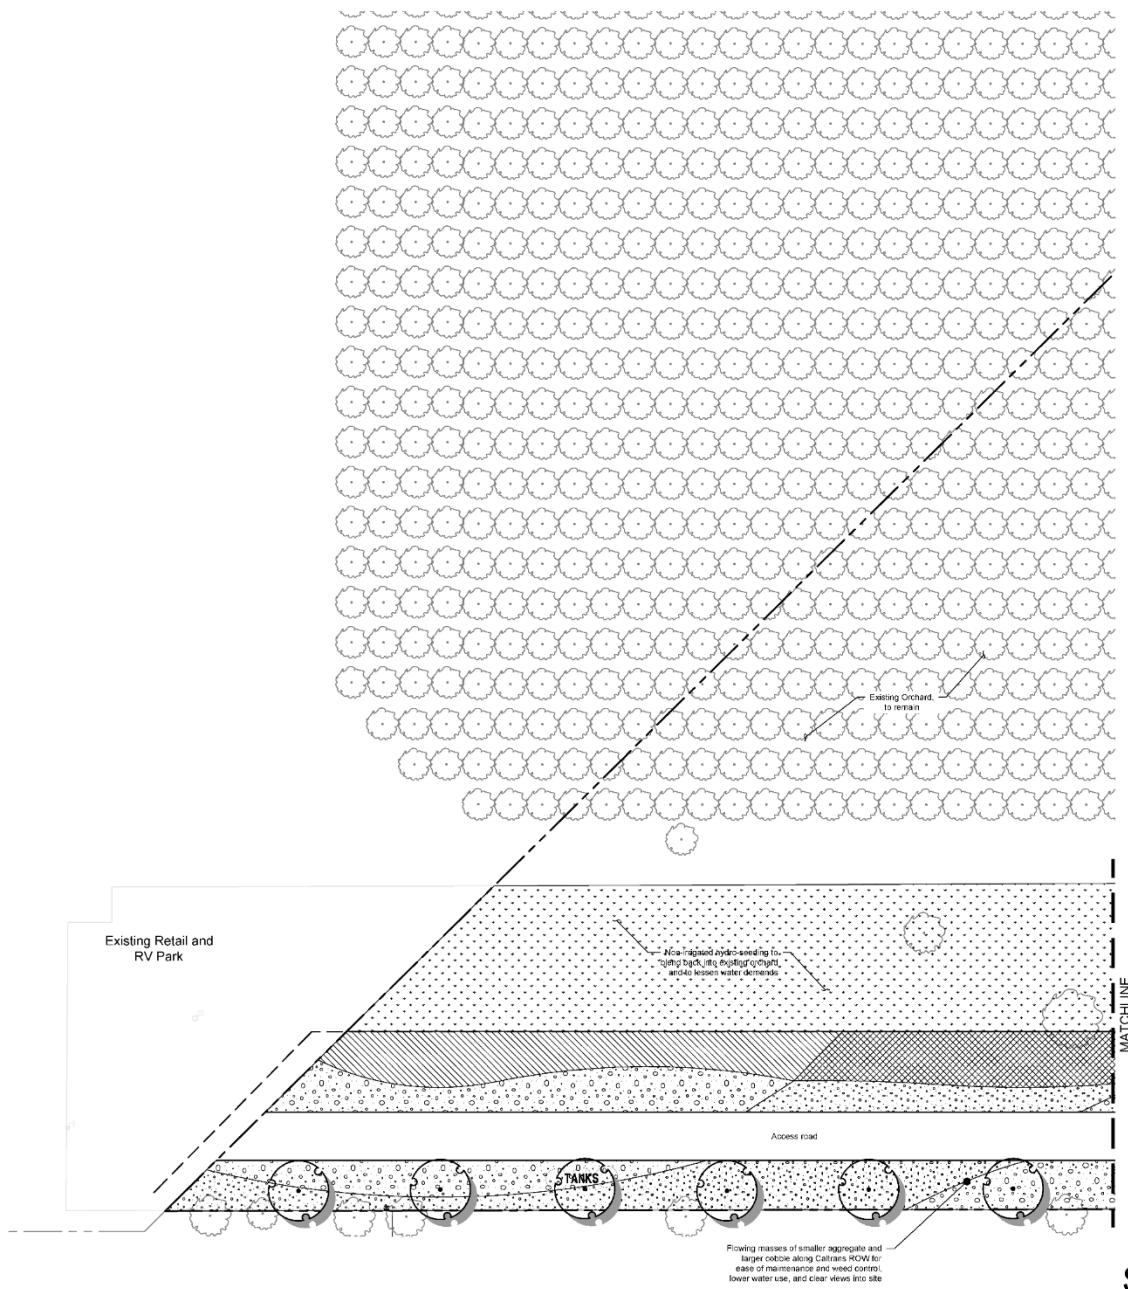 Existing Orchard,
to remain
Existing Retail and
RV Park
Non-irrigated hydro-seeding to
blend back into existing orchard
and to lessen water demands
MATCHLINE
Access road
TANKS
Flowing masses of smaller aggregate and
larger cobble along Caltrans ROW for
ease of maintenance and weed control,
lower water use, and clear views into site